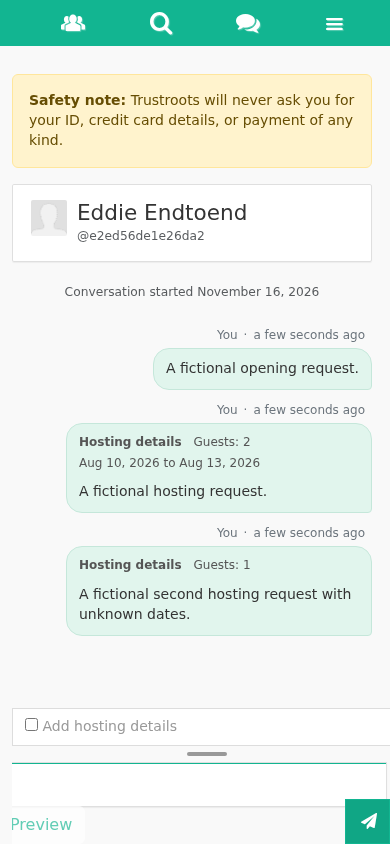 Safety note: Trustroots will never ask you for
your ID, credit card details, or payment of any
kind.
Eddie Endtoend
@e2ed56de1e26da2
Conversation started November 16, 2026
You · a few seconds ago
A fictional opening request.
You · a few seconds ago
Hosting details Guests: 2
Aug 10, 2026 to Aug 13, 2026
A fictional hosting request.
You · a few seconds ago
Hosting details Guests: 1
A fictional second hosting request with
unknown dates.
Add hosting details
Preview